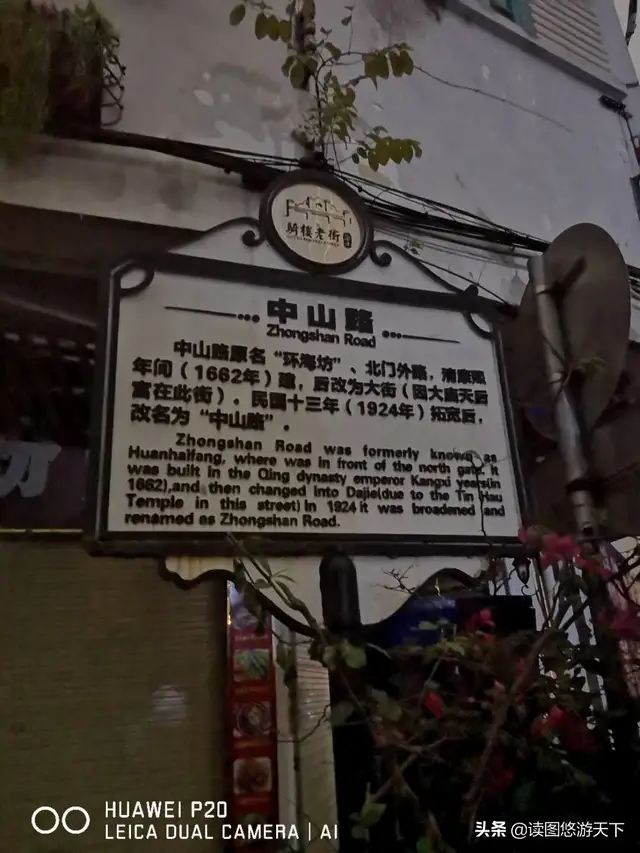 骑楼老街
中山路
Zhongshan Road
中山路原名“环海坊”、北门外路，清康熙
年间（1662年）建，后改为大街（因大庙天后
宫在此街）。民国十三年（1924年）拓宽后，
改名为“中山路”。
Zhongshan Road was formerly known as
Huanhaifang, where was in front of the north gate. It
was built in the Qing dynasty emperor Kangxi years(in
1662),and then changed into Dajie(due to the Tin Hau
Temple in this street) in 1924 it was broadened and
renamed as Zhongshan Road.
HUAWEI P20
LEICA DUAL CAMERA | AI
头条 @读图悠游天下